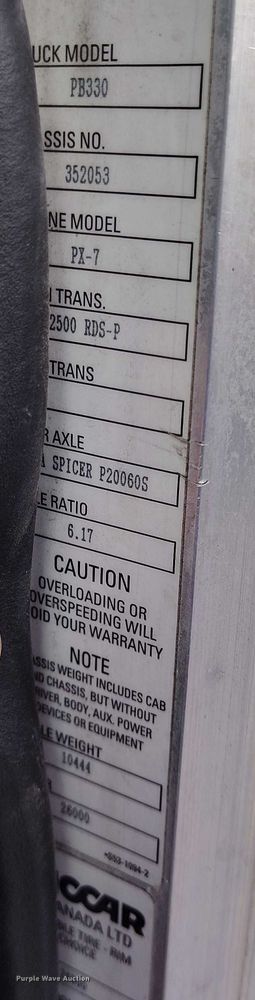 UCK MODEL
PB330
SSIS NO.
352053
NE MODEL
PX-7
TRANS.
2500 RDS-P
TRANS
R AXLE
A SPICER P20060S
E RATIO
6.17
CAUTION
OVERLOADING OR
OVERSPEEDING WILL
OID YOUR WARRANTY
NOTE
ASSIS WEIGHT INCLUDES CAB
ND CHASSIS, BUT WITHOUT
RIVER, BODY, AUX. POWER
DEVICES OR EQUIPMENT
LE WEIGHT
10444
26000
CCAR
ANADA LTD
Purple Wave Auction